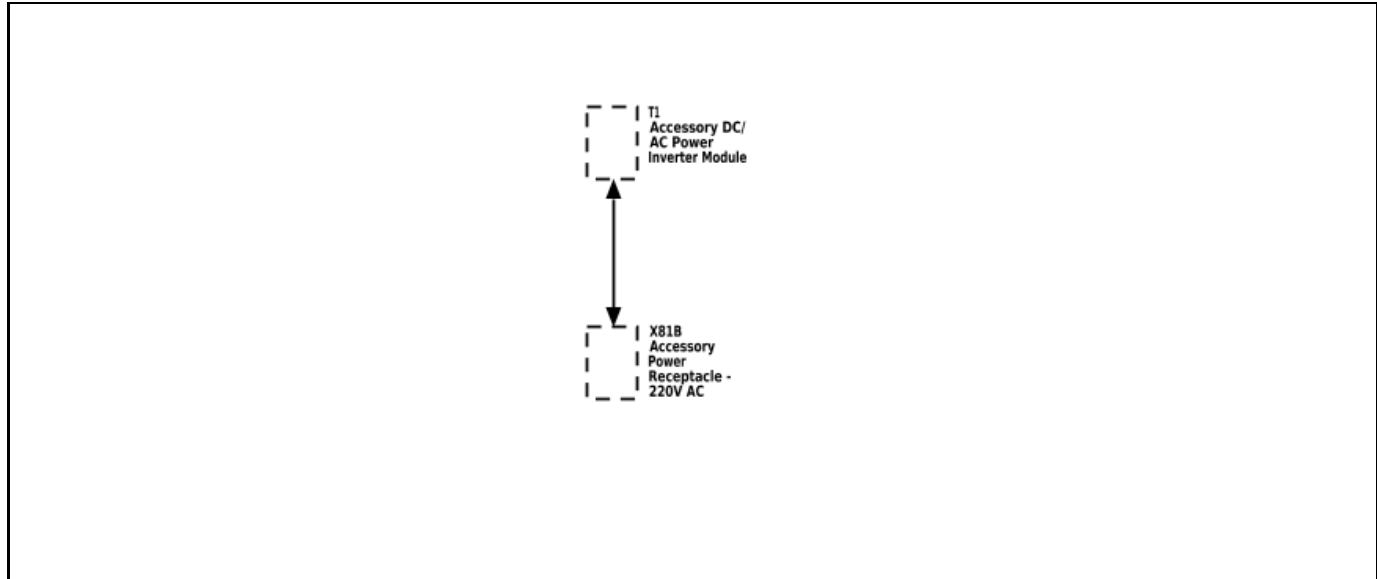 T1
Accessory DC/
AC Power
Inverter Module
X81B
Accessory
Power
Receptacle -
220V AC